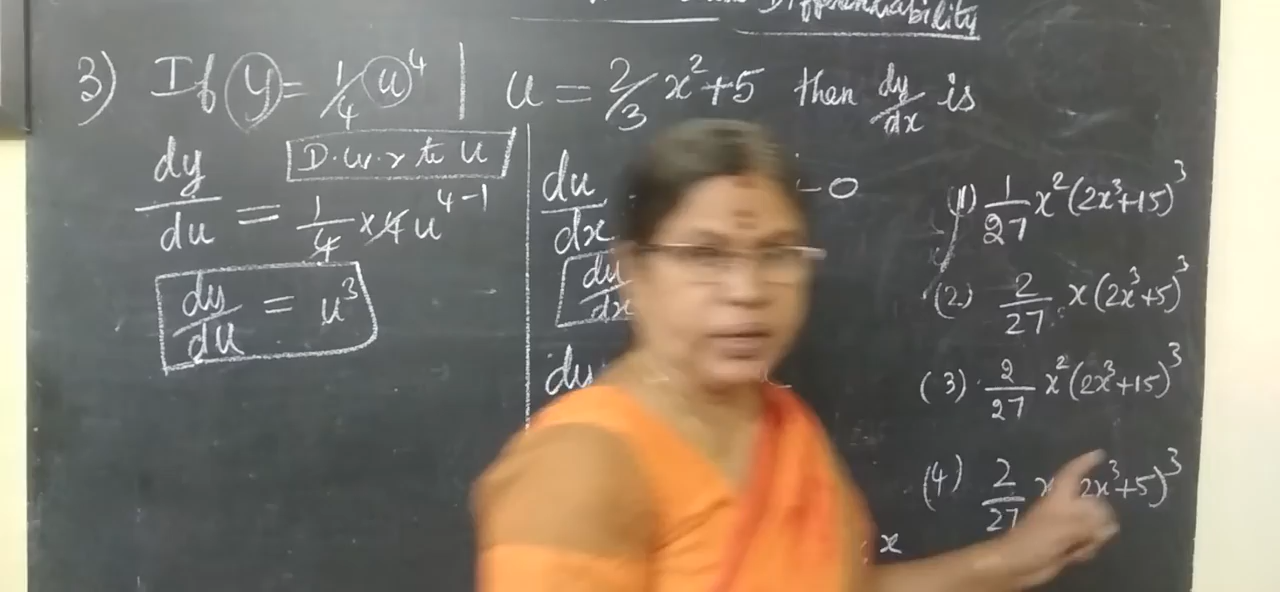 Differentiability
3) If y = 1/4 u^4 | u = 2/3 x^2+5 then dy/dx is
D.w.r to u
dy/du = 1/4 × 4 u^4-1
dy/du = u^3
du/dx
-0
du/dx
dy
x
(1) 1/27 x^2 (2x^3+15)^3
(2) 2/27 x(2x^3+5)^3
(3) 2/27 x^2 (2x^3+15)^3
(4) 2/27 x 2x^3+5)^3